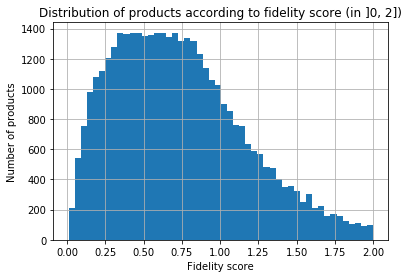 Distribution of products according to fidelity score (in ]0, 2])
1400
1200
1000
800
600
400
200
0
Number of products
0.00 0.25 0.50 0.75 1.00 1.25 1.50 1.75 2.00
Fidelity score